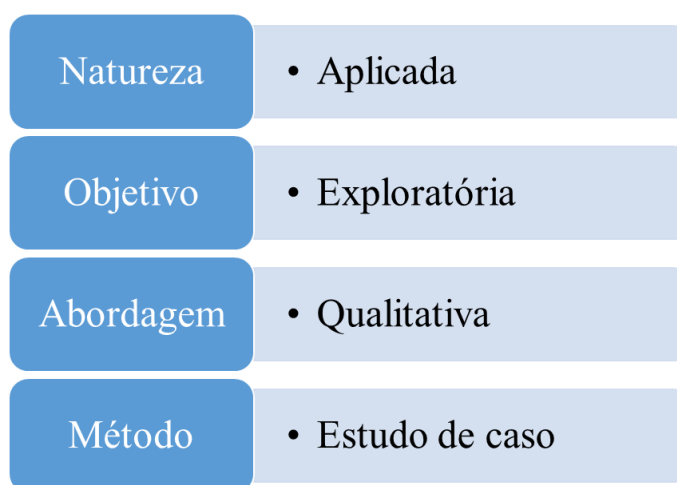 Natureza • Aplicada
Objetivo • Exploratória
Abordagem • Qualitativa
Método • Estudo de caso